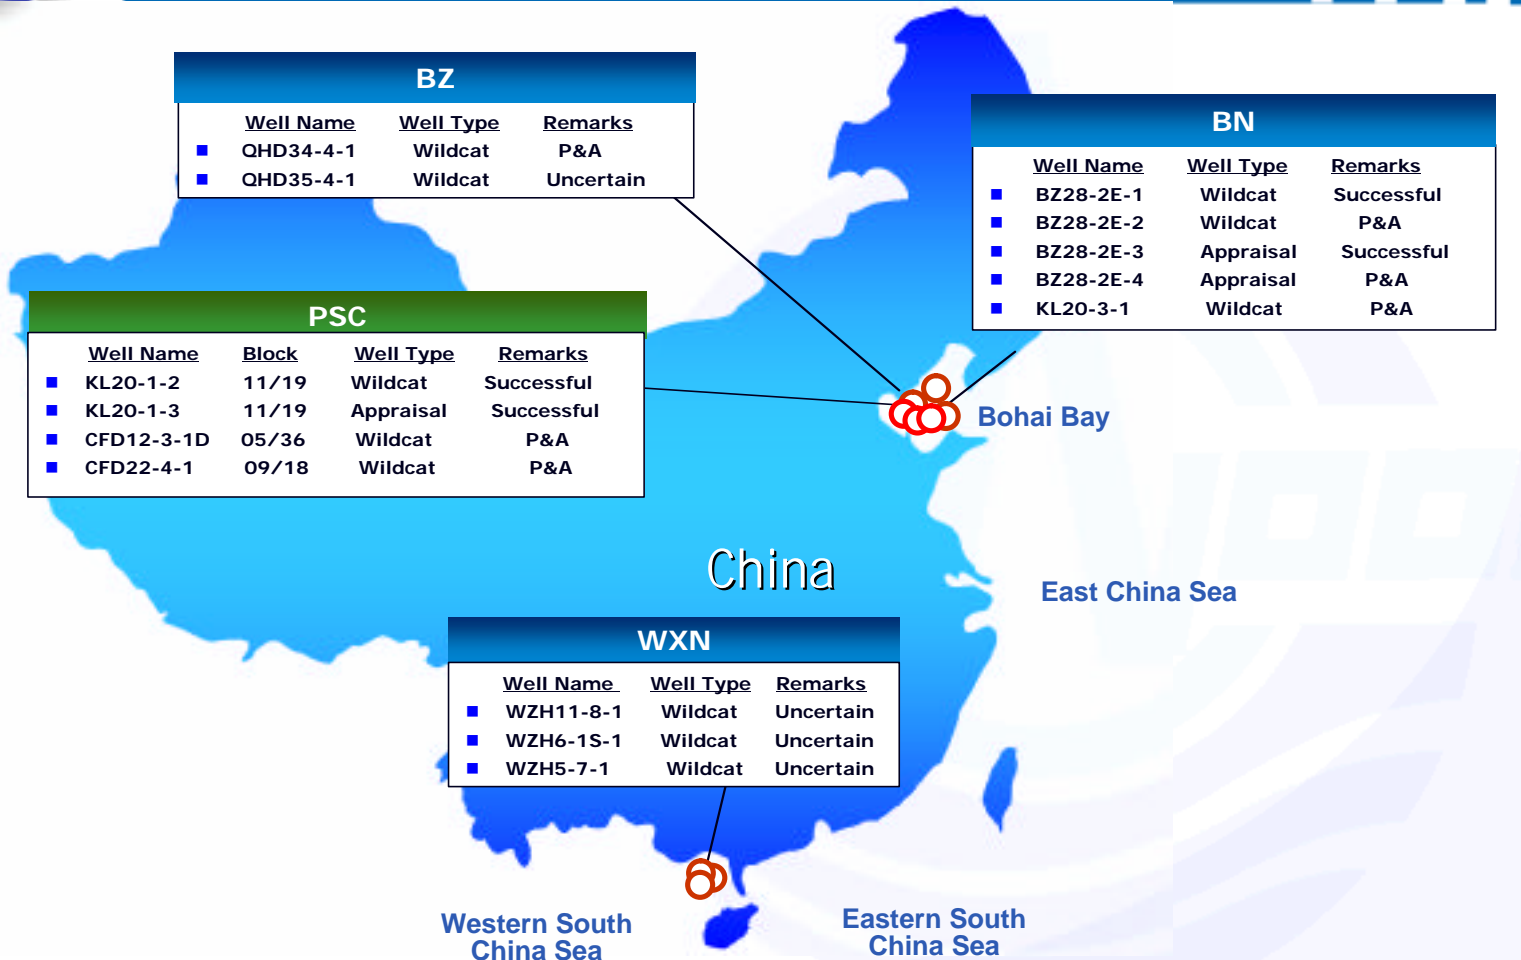 BZ
Well Name Well Type Remarks
QHD34-4-1 Wildcat P&A
QHD35-4-1 Wildcat Uncertain
BN
Well Name Well Type Remarks
BZ28-2E-1 Wildcat Successful
BZ28-2E-2 Wildcat P&A
BZ28-2E-3 Appraisal Successful
BZ28-2E-4 Appraisal P&A
KL20-3-1 Wildcat P&A
PSC
Well Name Block Well Type Remarks
KL20-1-2 11/19 Wildcat Successful
KL20-1-3 11/19 Appraisal Successful
CFD12-3-1D 05/36 Wildcat P&A
CFD22-4-1 09/18 Wildcat P&A
Bohai Bay
China
East China Sea
WXN
Well Name Well Type Remarks
WZH11-8-1 Wildcat Uncertain
WZH6-1S-1 Wildcat Uncertain
WZH5-7-1 Wildcat Uncertain
Western South
China Sea
Eastern South
China Sea